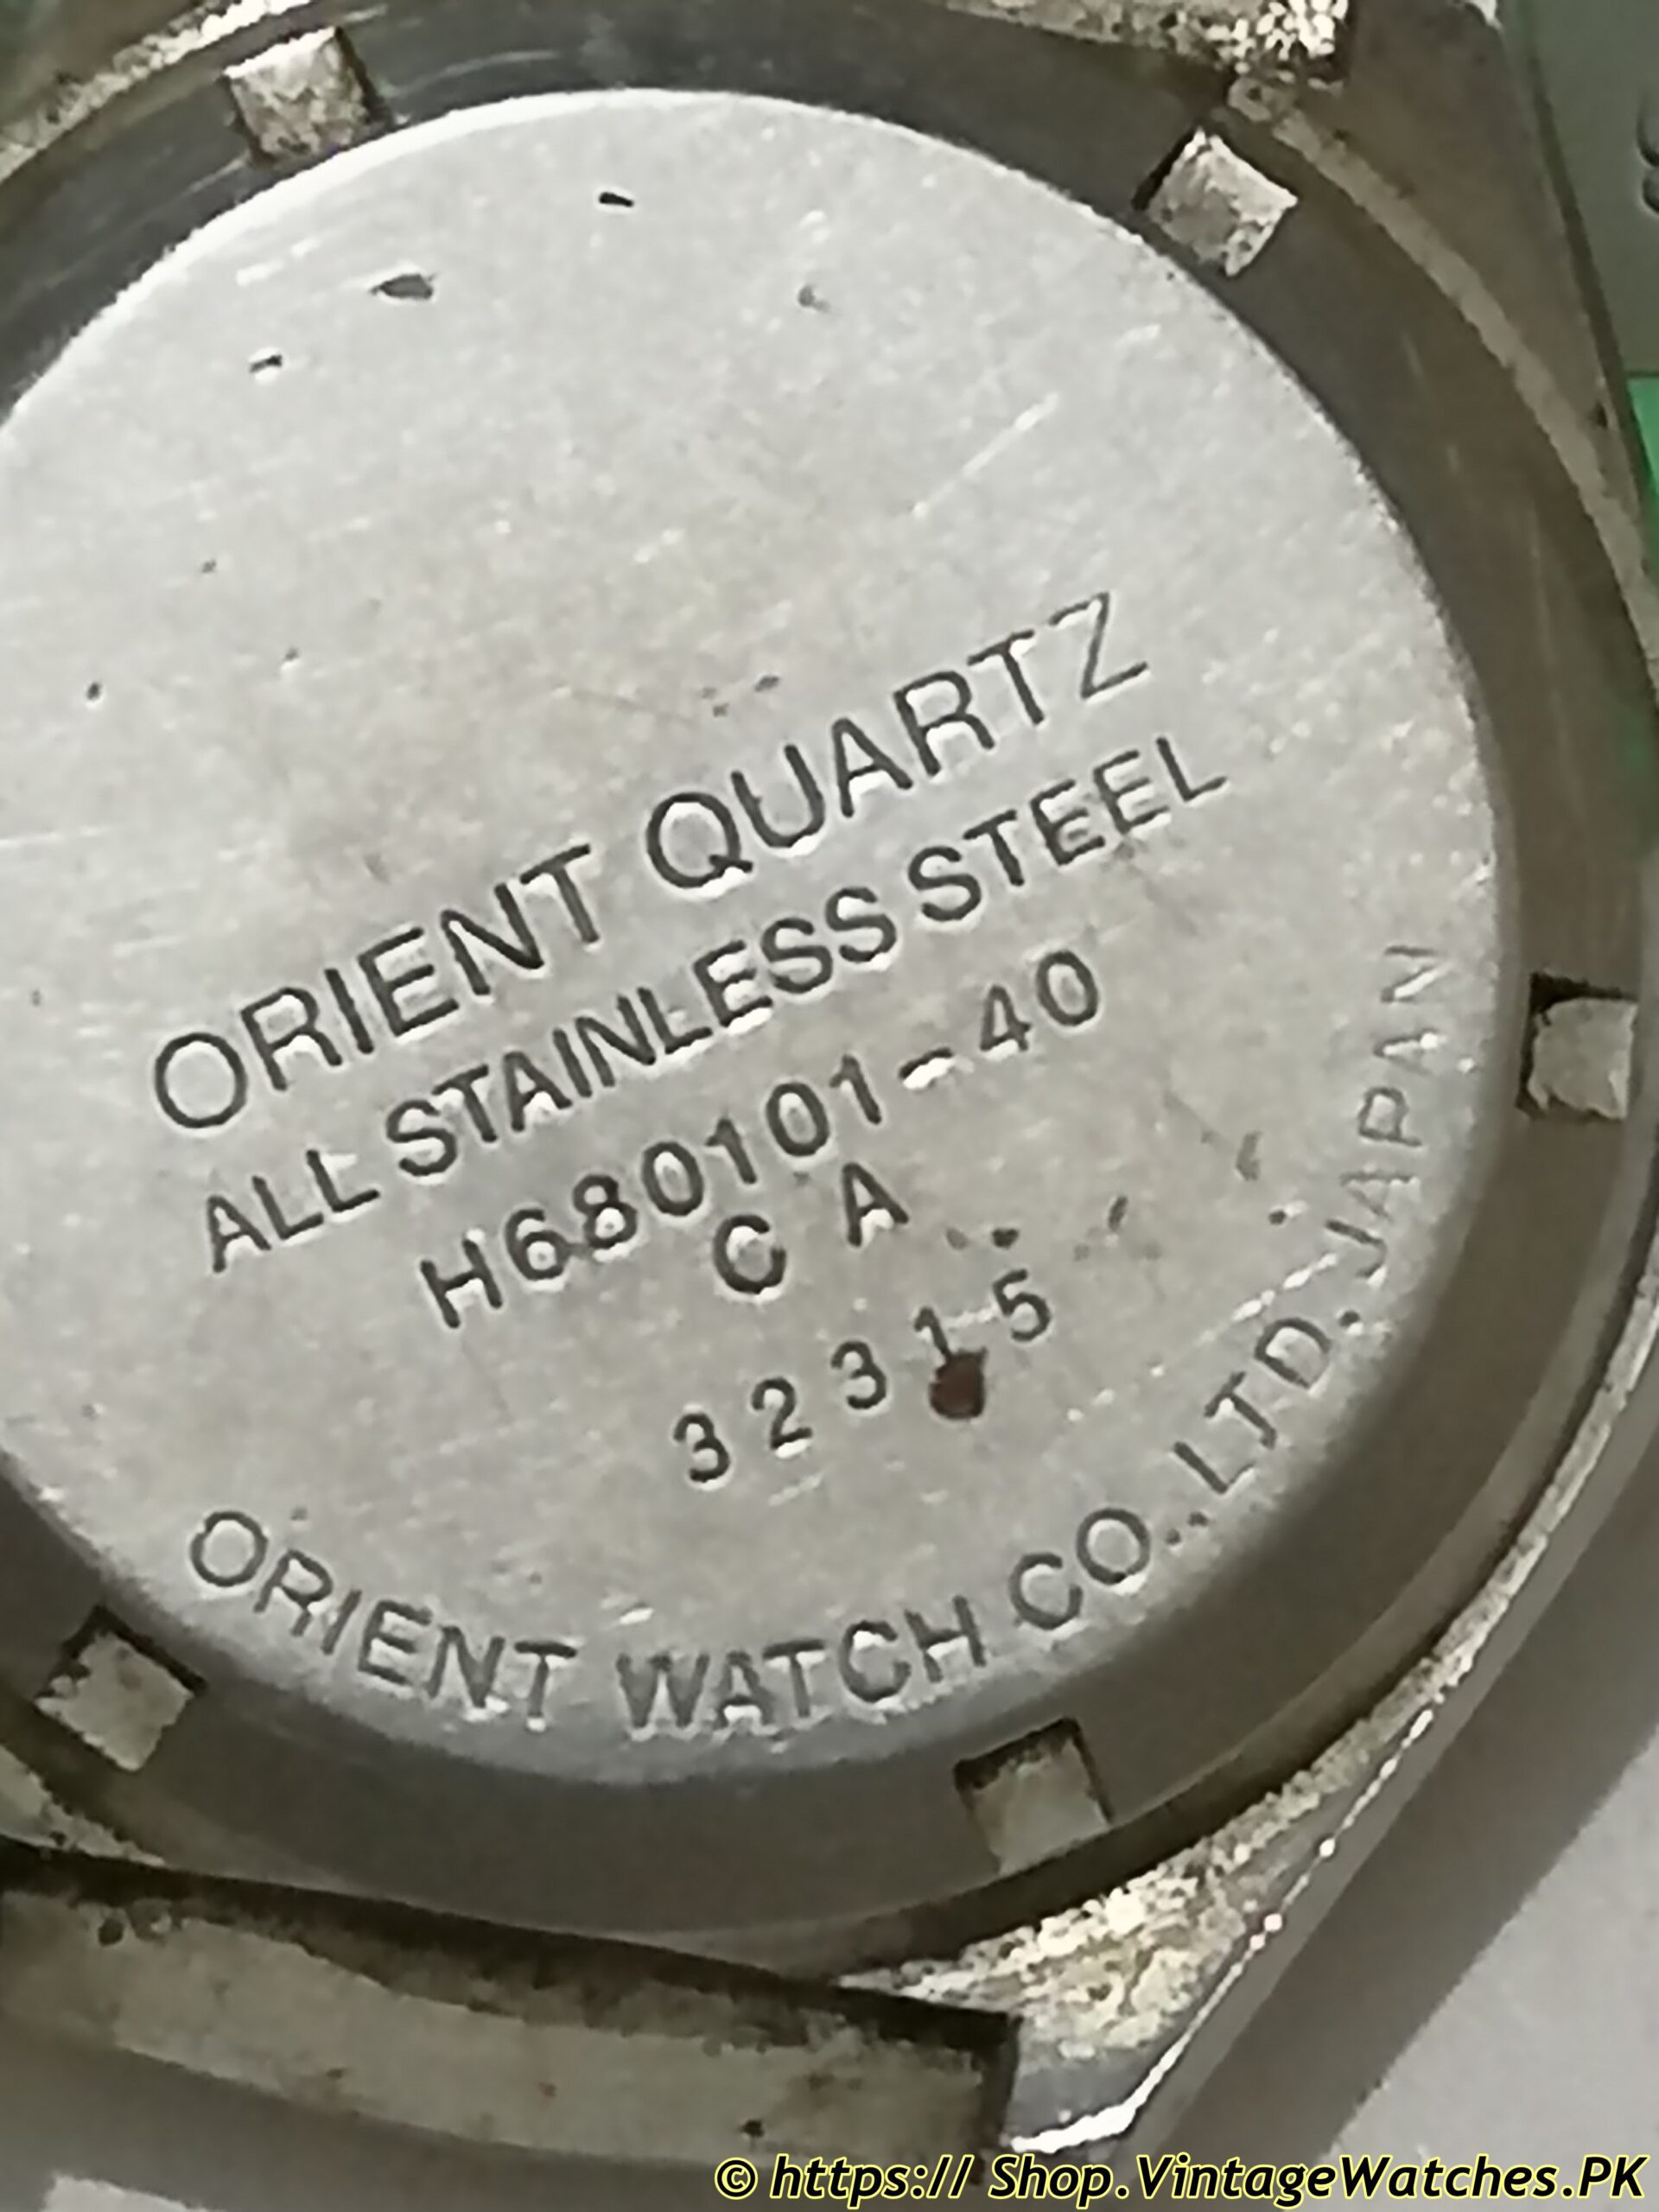 ORIENT QUARTZ
ALL STAINLESS STEEL
H680101-40
C A
32315
ORIENT WATCH CO.,LTD. JAPAN
© https:// Shop.VintageWatches.PK